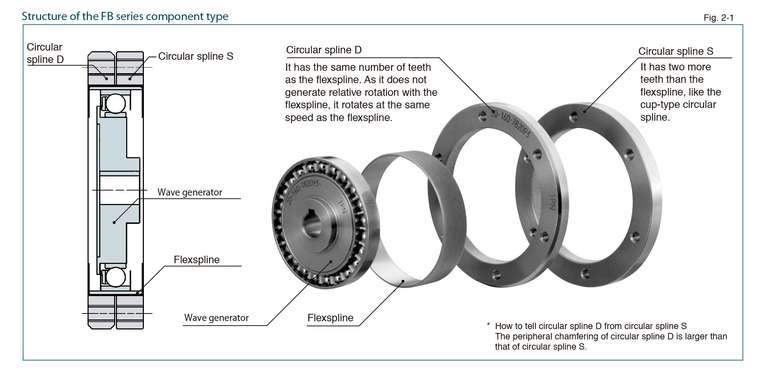 Structure of the FB series component type
Fig. 2-1
Circular
spline D
Circular spline S
Wave generator
Flexspline
Circular spline D
It has the same number of teeth
as the flexspline. As it does not
generate relative rotation with the
flexspline, it rotates at the same
speed as the flexspline.
Circular spline S
It has two more
teeth than the
flexspline, like the
cup-type circular
spline.
Wave generator
Flexspline
* How to tell circular spline D from circular spline S
The peripheral chamfering of circular spline D is larger than
that of circular spline S.